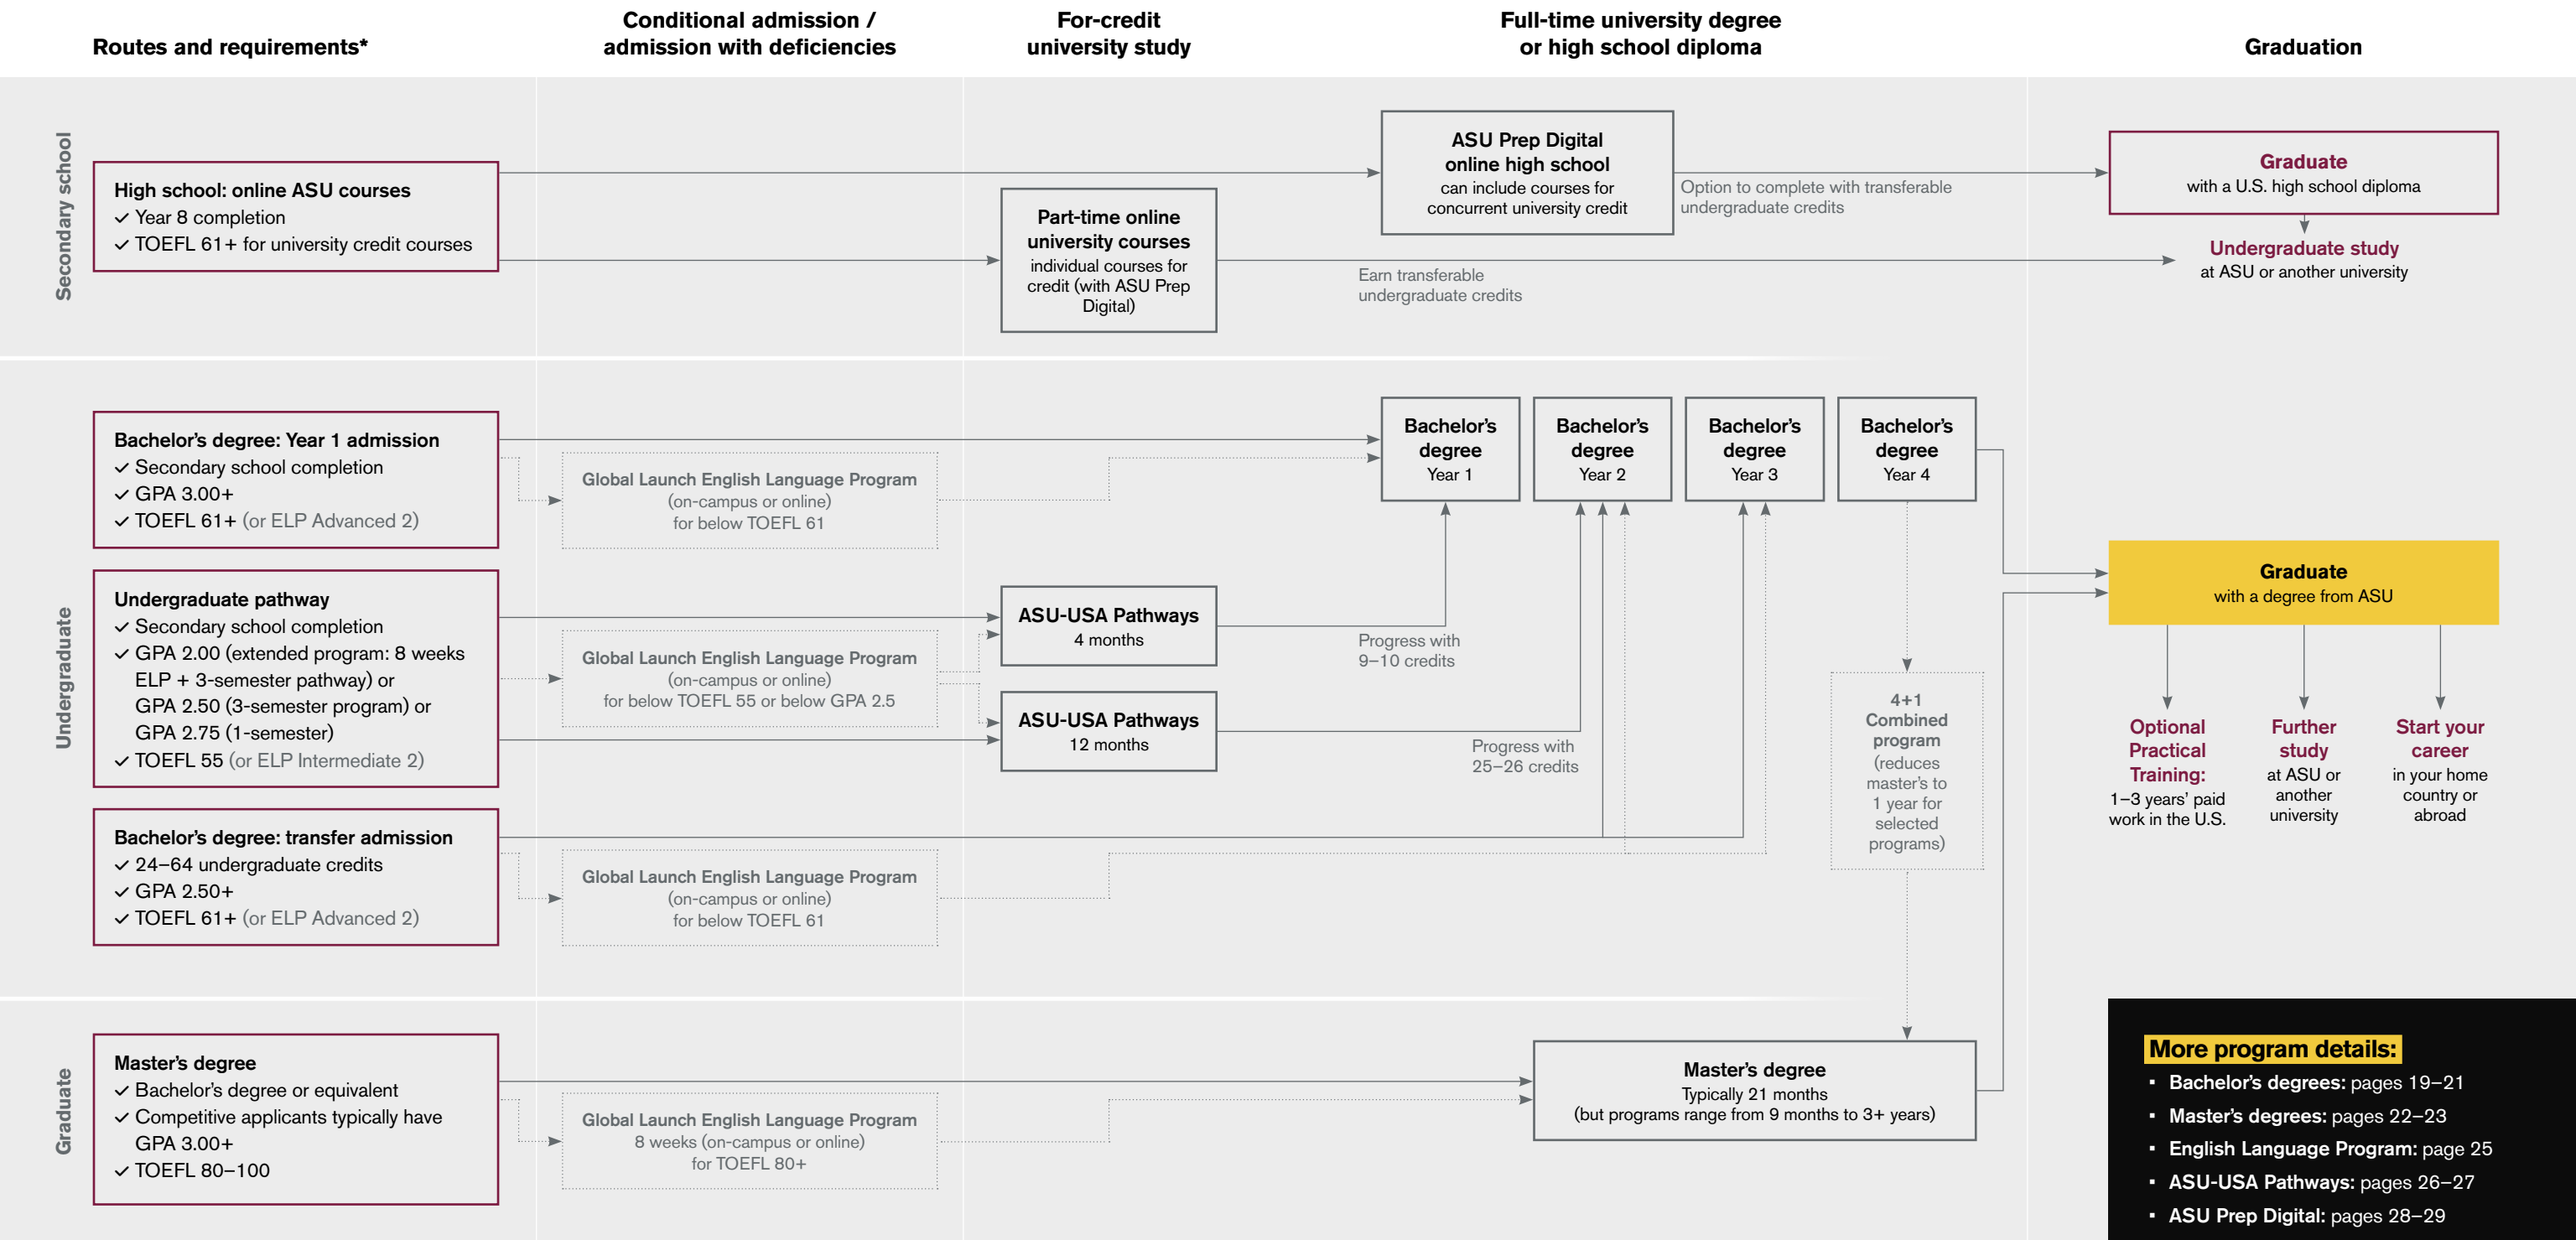 Routes and requirements*
Conditional admission /
admission with deficiencies
For-credit
university study
Full-time university degree
or high school diploma
Graduation
Secondary school
High school: online ASU courses
✓ Year 8 completion
✓ TOEFL 61+ for university credit courses
Part-time online
university courses
individual courses for
credit (with ASU Prep
Digital)
ASU Prep Digital
online high school
can include courses for
concurrent university credit
Option to complete with transferable
undergraduate credits
Earn transferable
undergraduate credits
Graduate
with a U.S. high school diploma
Undergraduate study
at ASU or another university
Undergraduate
Bachelor’s degree: Year 1 admission
✓ Secondary school completion
✓ GPA 3.00+
✓ TOEFL 61+ (or ELP Advanced 2)
Global Launch English Language Program
(on-campus or online)
for below TOEFL 61
Bachelor’s
degree
Year 1
Bachelor’s
degree
Year 2
Bachelor’s
degree
Year 3
Bachelor’s
degree
Year 4
Undergraduate pathway
✓ Secondary school completion
✓ GPA 2.00 (extended program: 8 weeks
ELP + 3-semester pathway) or
GPA 2.50 (3-semester program) or
GPA 2.75 (1-semester)
✓ TOEFL 55 (or ELP Intermediate 2)
Global Launch English Language Program
(on-campus or online)
for below TOEFL 55 or below GPA 2.5
ASU-USA Pathways
4 months
ASU-USA Pathways
12 months
Progress with
9–10 credits
Progress with
25–26 credits
4+1
Combined
program
(reduces
master’s to
1 year for
selected
programs)
Graduate
with a degree from ASU
Optional
Practical
Training:
1–3 years’ paid
work in the U.S.
Further
study
at ASU or
another
university
Start your
career
in your home
country or
abroad
Bachelor’s degree: transfer admission
✓ 24–64 undergraduate credits
✓ GPA 2.50+
✓ TOEFL 61+ (or ELP Advanced 2)
Global Launch English Language Program
(on-campus or online)
for below TOEFL 61
Graduate
Master’s degree
✓ Bachelor’s degree or equivalent
✓ Competitive applicants typically have
GPA 3.00+
✓ TOEFL 80–100
Global Launch English Language Program
8 weeks (on-campus or online)
for TOEFL 80+
Master’s degree
Typically 21 months
(but programs range from 9 months to 3+ years)
More program details:
▪ Bachelor’s degrees: pages 19–21
▪ Master’s degrees: pages 22–23
▪ English Language Program: page 25
▪ ASU-USA Pathways: pages 26–27
▪ ASU Prep Digital: pages 28–29